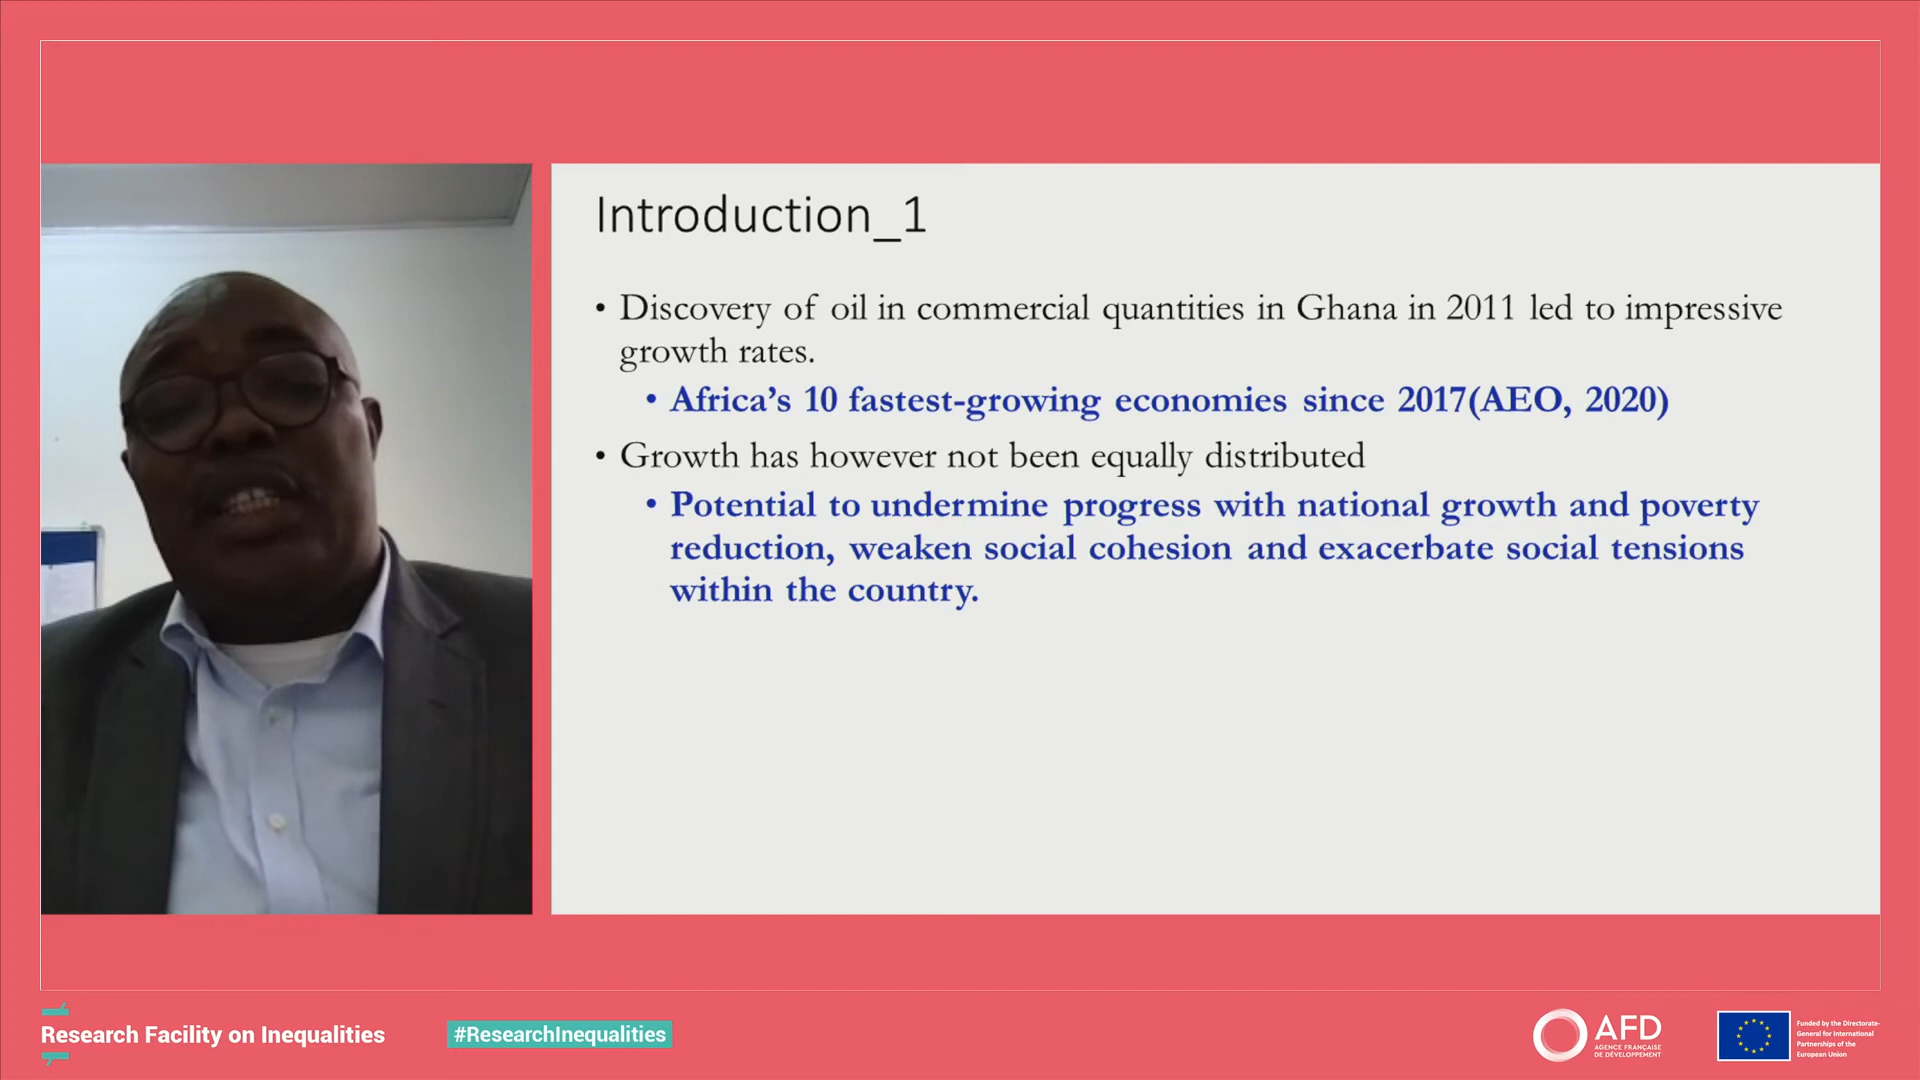 Introduction_1
• Discovery of oil in commercial quantities in Ghana in 2011 led to impressive
growth rates.
• Africa’s 10 fastest-growing economies since 2017(AEO, 2020)
• Growth has however not been equally distributed
• Potential to undermine progress with national growth and poverty
reduction, weaken social cohesion and exacerbate social tensions
within the country.
Research Facility on Inequalities
#ResearchInequalities
AFD
AGENCE FRANÇAISE
DE DÉVELOPPEMENT
Funded by the Directorate-
General for International
Partnerships of the
European Union